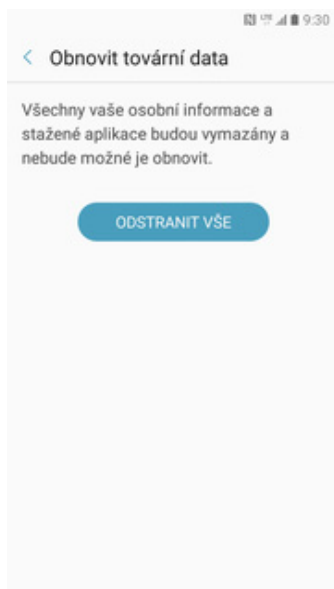 LTE 9:30
Obnovit tovární data
Všechny vaše osobní informace a
stažené aplikace budou vymazány a
nebude možné je obnovit.
ODSTRANIT VŠE